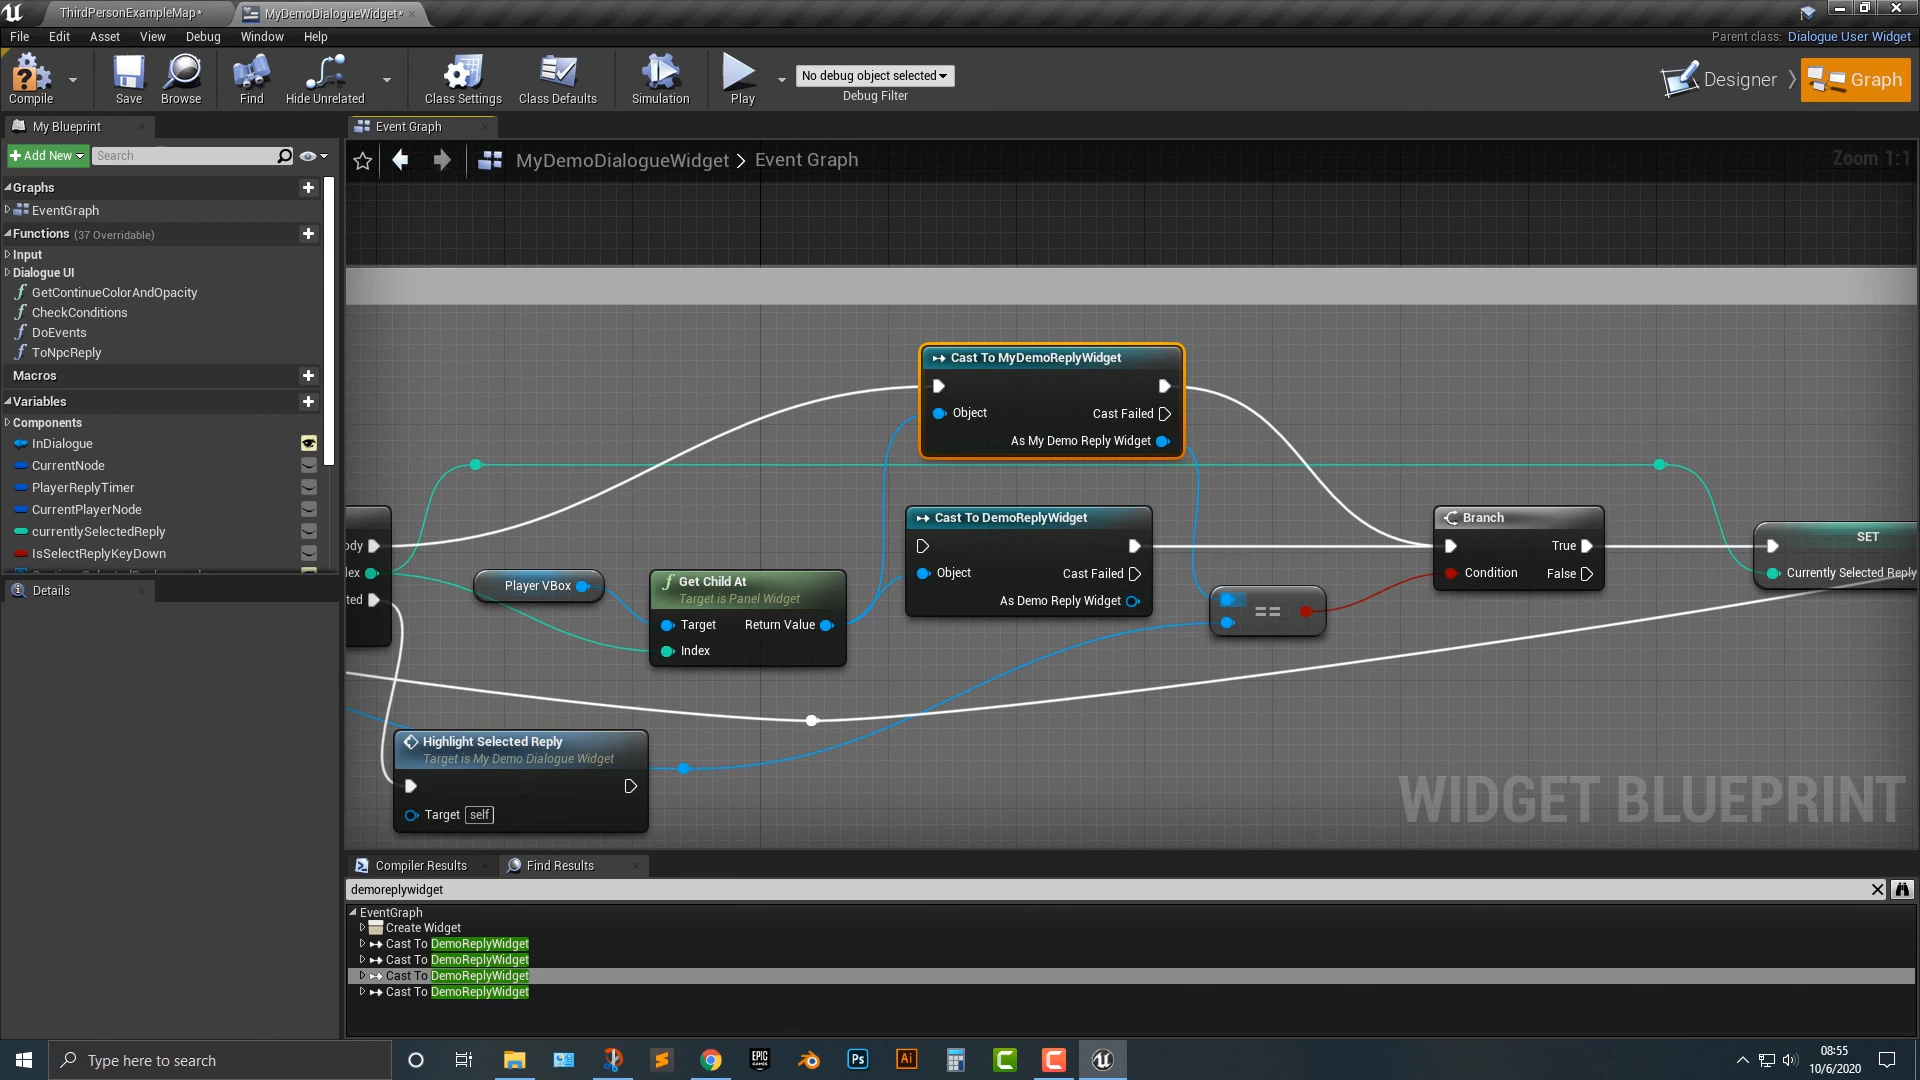 ThirdPersonExampleMap*
MyDemoDialogueWidget*
File Edit Asset View Debug Window Help
Parent class: Dialogue User Widget
Compile
Save
Browse
Find
Hide Unrelated
Class Settings
Class Defaults
Simulation
Play
No debug object selected
Debug Filter
Designer
Graph
My Blueprint
Event Graph
Add New
Search
MyDemoDialogueWidget > Event Graph
Zoom 1:1
Graphs
EventGraph
Functions (37 Overridable)
Input
Dialogue UI
GetContinueColorAndOpacity
CheckConditions
DoEvents
ToNpcReply
Macros
Variables
Components
InDialogue
CurrentNode
PlayerReplyTimer
CurrentPlayerNode
currentlySelectedReply
IsSelectReplyKeyDown
Details
Cast To MyDemoReplyWidget
Object
Cast Failed
As My Demo Reply Widget
Cast To DemoReplyWidget
Object
Cast Failed
As Demo Reply Widget
Branch
True
Condition
False
SET
Currently Selected Reply
ody
lex
ted
Player VBox
Get Child At
Target is Panel Widget
Target
Return Value
Index
==
Highlight Selected Reply
Target is My Demo Dialogue Widget
Target self
WIDGET BLUEPRINT
Compiler Results
Find Results
demoreplywidget
EventGraph
Create Widget
Cast To DemoReplyWidget
Cast To DemoReplyWidget
Cast To DemoReplyWidget
Cast To DemoReplyWidget
Type here to search
EPIC GAMES
Ps
Ai
08:55
10/6/2020